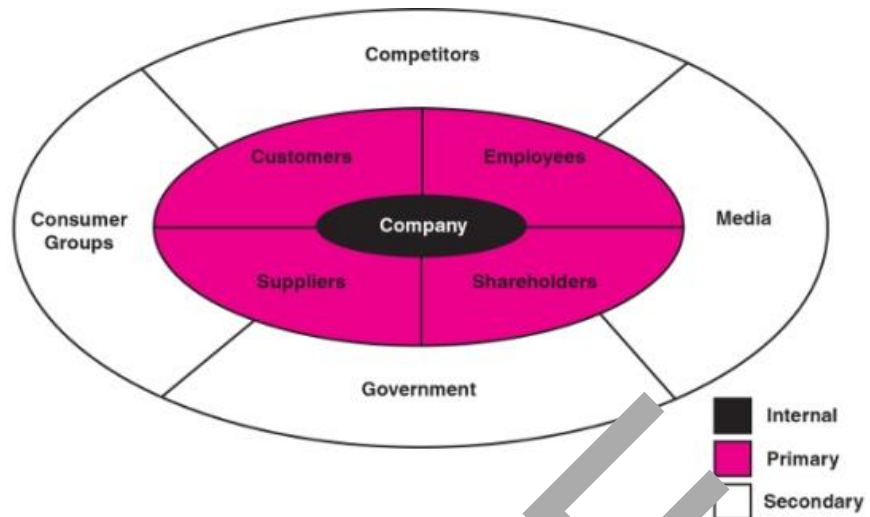 Competitors
Customers
Employees
Consumer
Groups
Company
Media
Suppliers
Shareholders
Government
Internal
Primary
Secondary